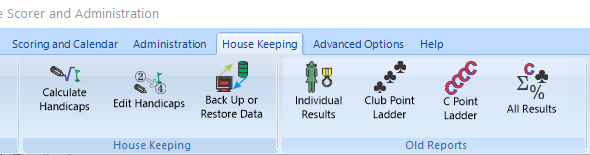 e Scorer and Administration
Scoring and Calendar Administration House Keeping Advanced Options Help
Calculate Handicaps
Edit Handicaps
Back Up or Restore Data
House Keeping
Individual Results
Club Point Ladder
C Point Ladder
All Results
Old Reports